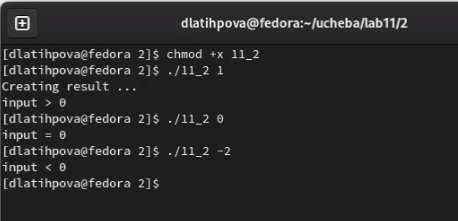 dlatihpova@fedora:~/ucheba/lab11/2
[dlatihpova@fedora 2]$ chmod +x 11_2
[dlatihpova@fedora 2]$ ./11_2 1
Creating result ...
input > 0
[dlatihpova@fedora 2]$ ./11_2 0
input = 0
[dlatihpova@fedora 2]$ ./11_2 -2
input < 0
[dlatihpova@fedora 2]$